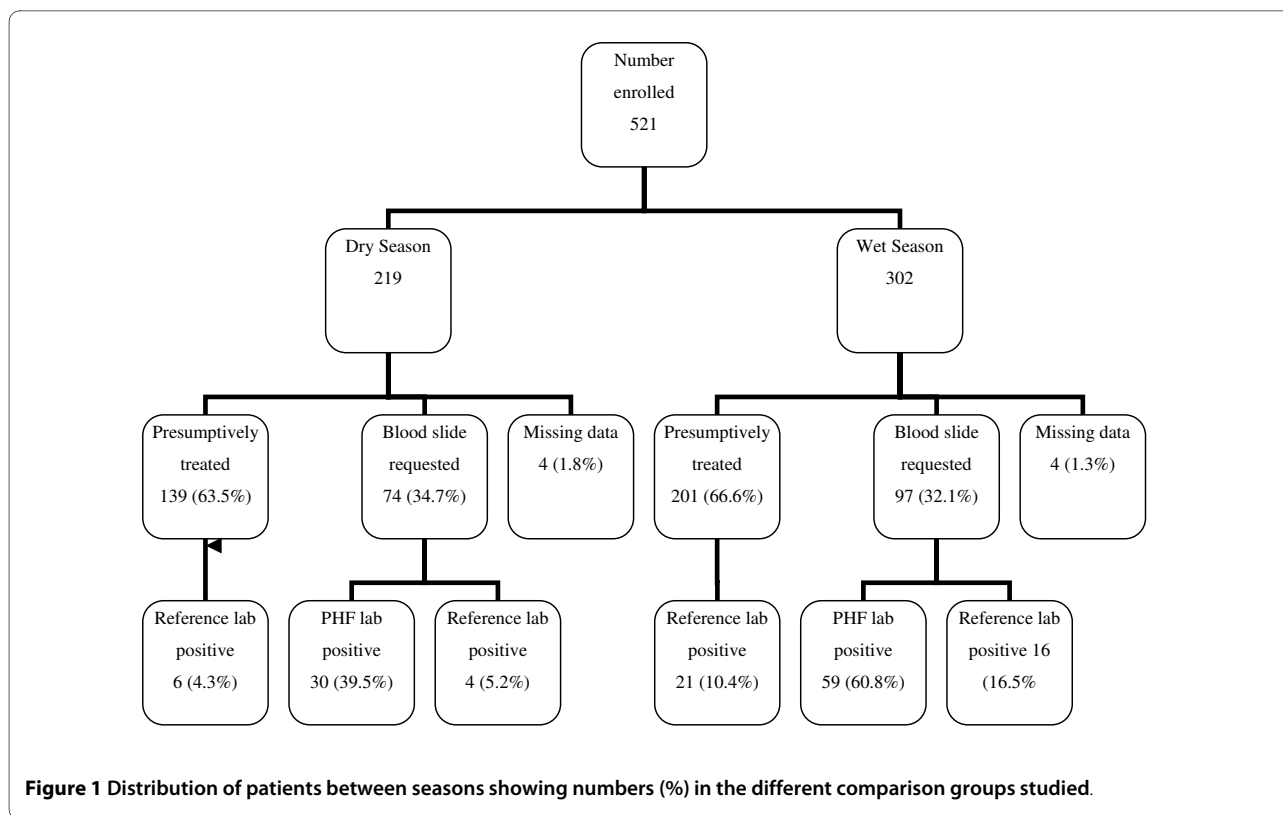 Number
enrolled
521
Dry Season
219
Wet Season
302
Presumptively
treated
139 (63.5%)
Blood slide
requested
74 (34.7%)
Missing data
4 (1.8%)
Presumptively
treated
201 (66.6%)
Blood slide
requested
97 (32.1%)
Missing data
4 (1.3%)
Reference lab
positive
6 (4.3%)
PHF lab
positive
30 (39.5%)
Reference lab
positive
4 (5.2%)
Reference lab
positive
21 (10.4%)
PHF lab
positive
59 (60.8%)
Reference lab
positive 16
(16.5%
Figure 1 Distribution of patients between seasons showing numbers (%) in the different comparison groups studied.